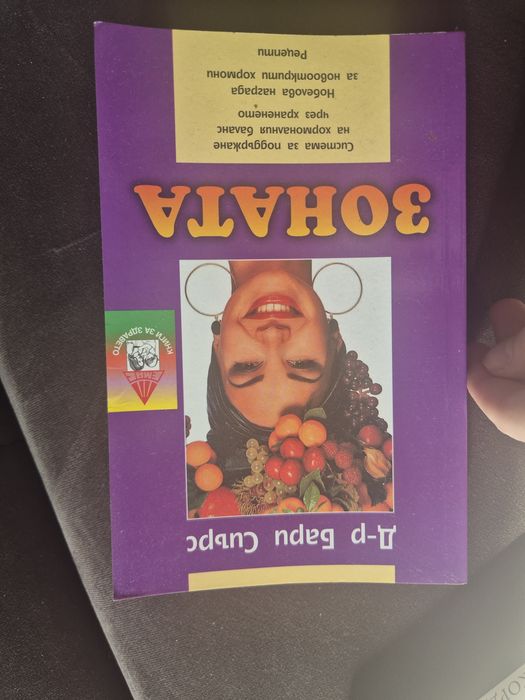 Д-р Бари Сиърс
КНИГИ ЗА ЗДРАВЕТО
ЗОНАТА
Система за поддържане
на хормоналния баланс
чрез храненето
Нобелова награда
за новооткрити хормони
Рецепти